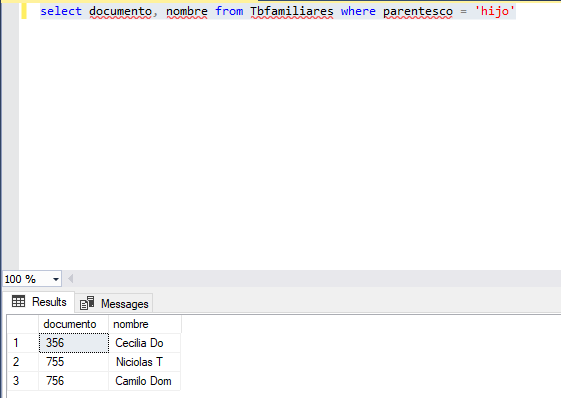 select documento, nombre from Tbfamiliares where parentesco = 'hijo'
100 %
Results Messages
documento nombre
1 356 Cecilia Do
2 755 Niciolas T
3 756 Camilo Dom